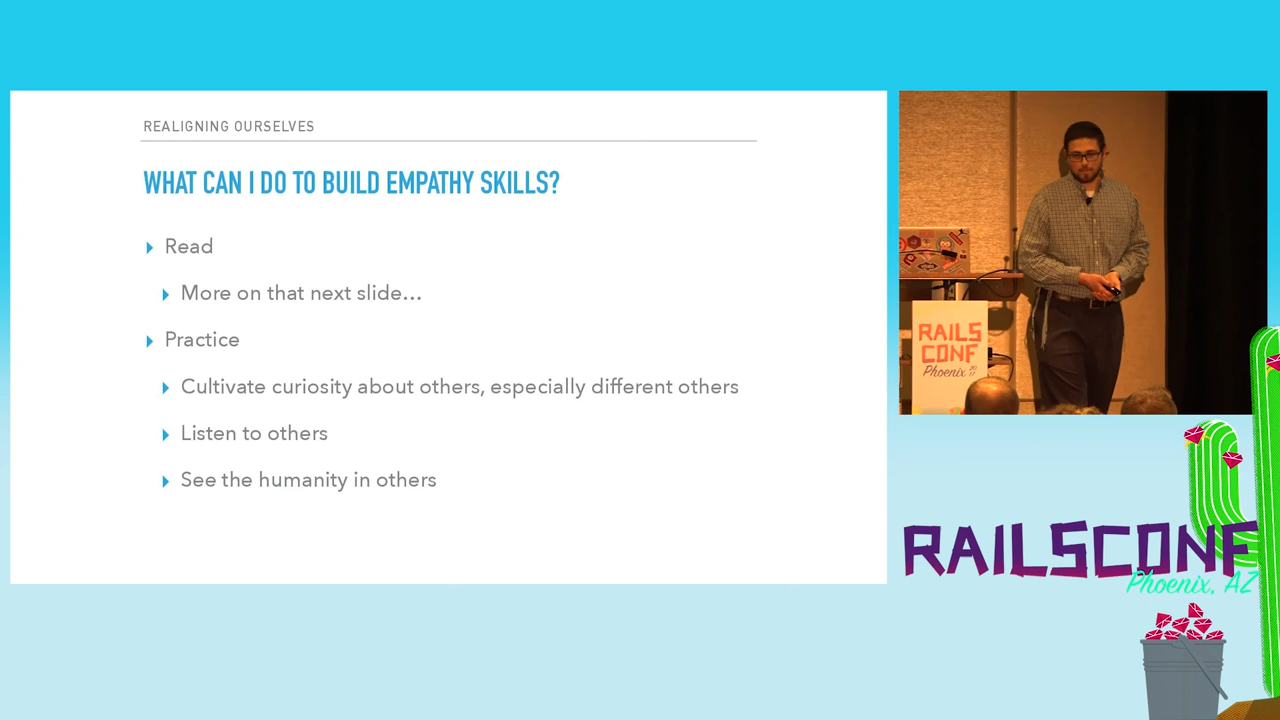 REALIGNING OURSELVES
WHAT CAN I DO TO BUILD EMPATHY SKILLS?
Read
More on that next slide…
Practice
Cultivate curiosity about others, especially different others
Listen to others
See the humanity in others
RAILS
CONF
Phoenix 2017
RAILSCONF
Phoenix, AZ